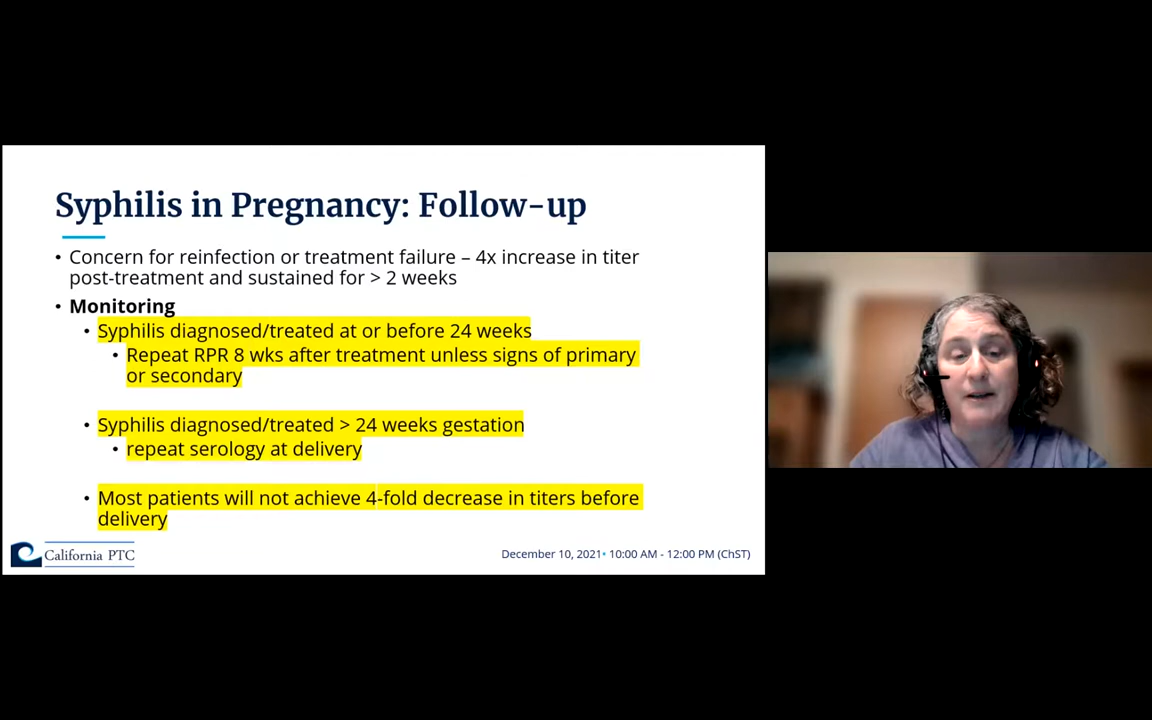 Syphilis in Pregnancy: Follow-up
• Concern for reinfection or treatment failure – 4x increase in titer
post-treatment and sustained for > 2 weeks
• Monitoring
• Syphilis diagnosed/treated at or before 24 weeks
• Repeat RPR 8 wks after treatment unless signs of primary
or secondary
• Syphilis diagnosed/treated > 24 weeks gestation
• repeat serology at delivery
• Most patients will not achieve 4-fold decrease in titers before
delivery
California PTC
December 10, 2021• 10:00 AM - 12:00 PM (ChST)